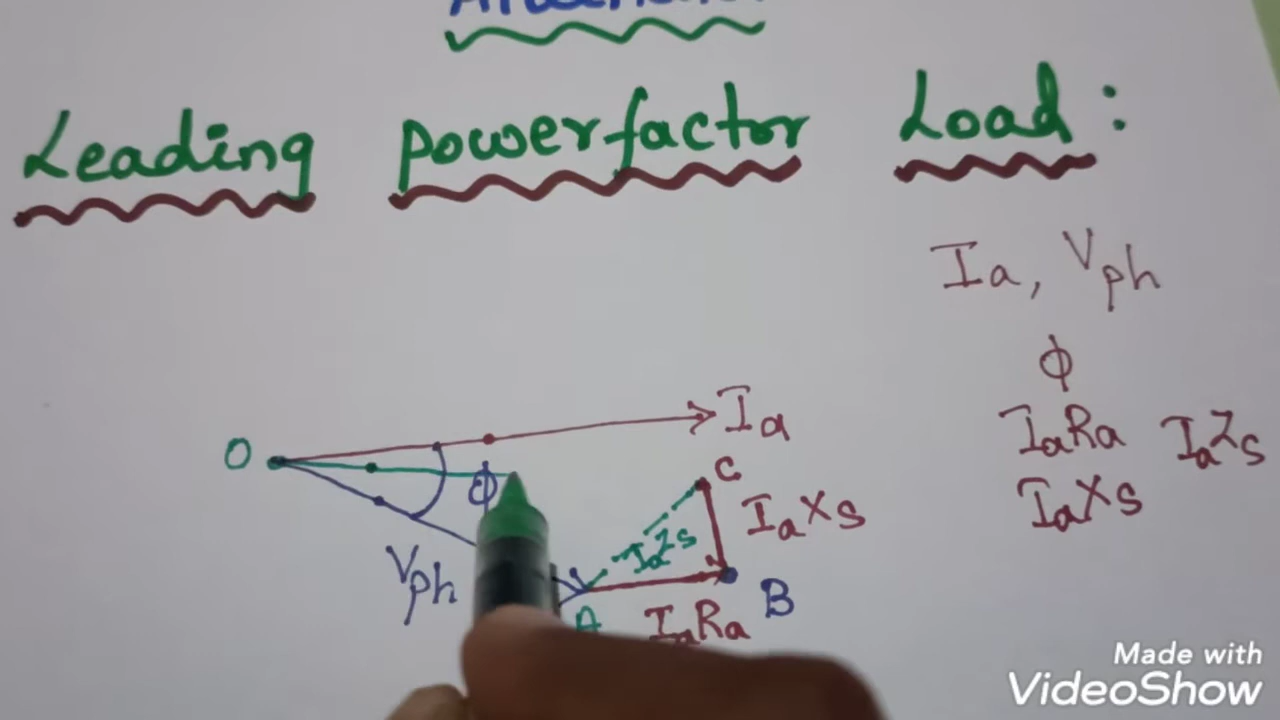 Leading Powerfactor Load :
Ia, Vph
ϕ
IaRa IaZs
IaXs
O
Ia
ϕ
C
IaXs
IaZs
Vph
A
B
IaRa
Made with
VideoShow